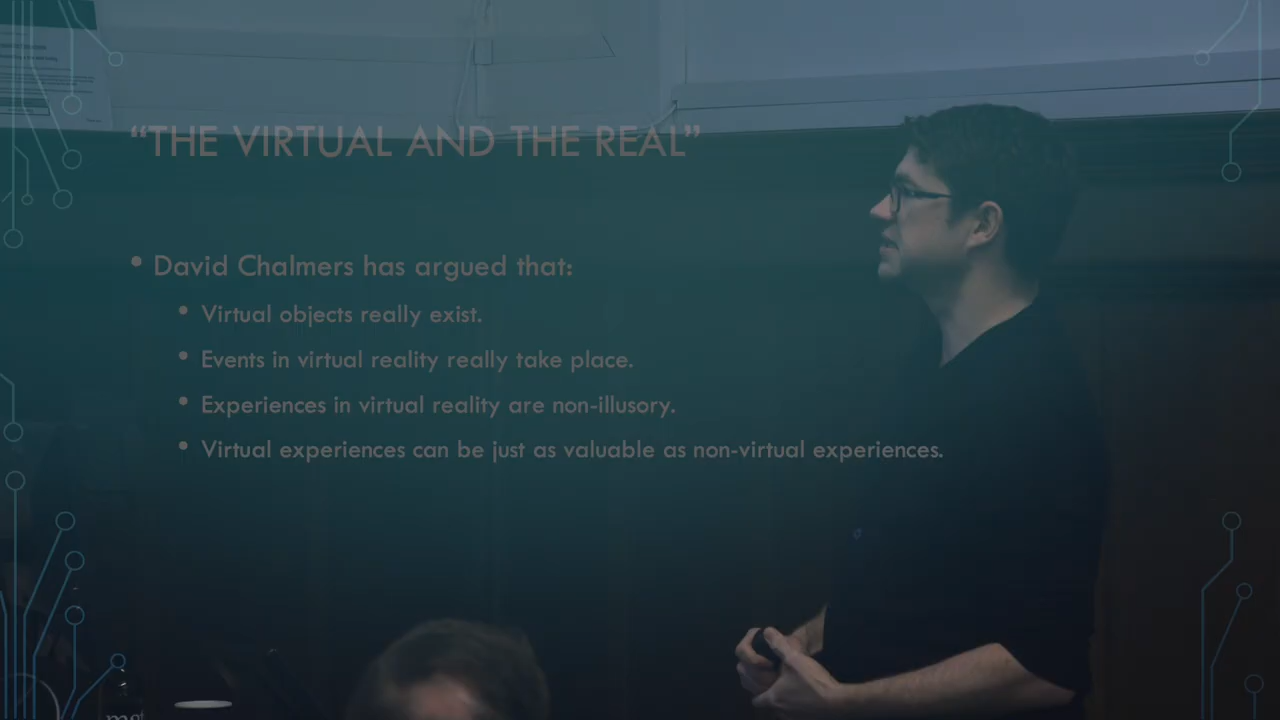 “THE VIRTUAL AND THE REAL”
• David Chalmers has argued that:
• Virtual objects really exist.
• Events in virtual reality really take place.
• Experiences in virtual reality are non-illusory.
• Virtual experiences can be just as valuable as non-virtual experiences.